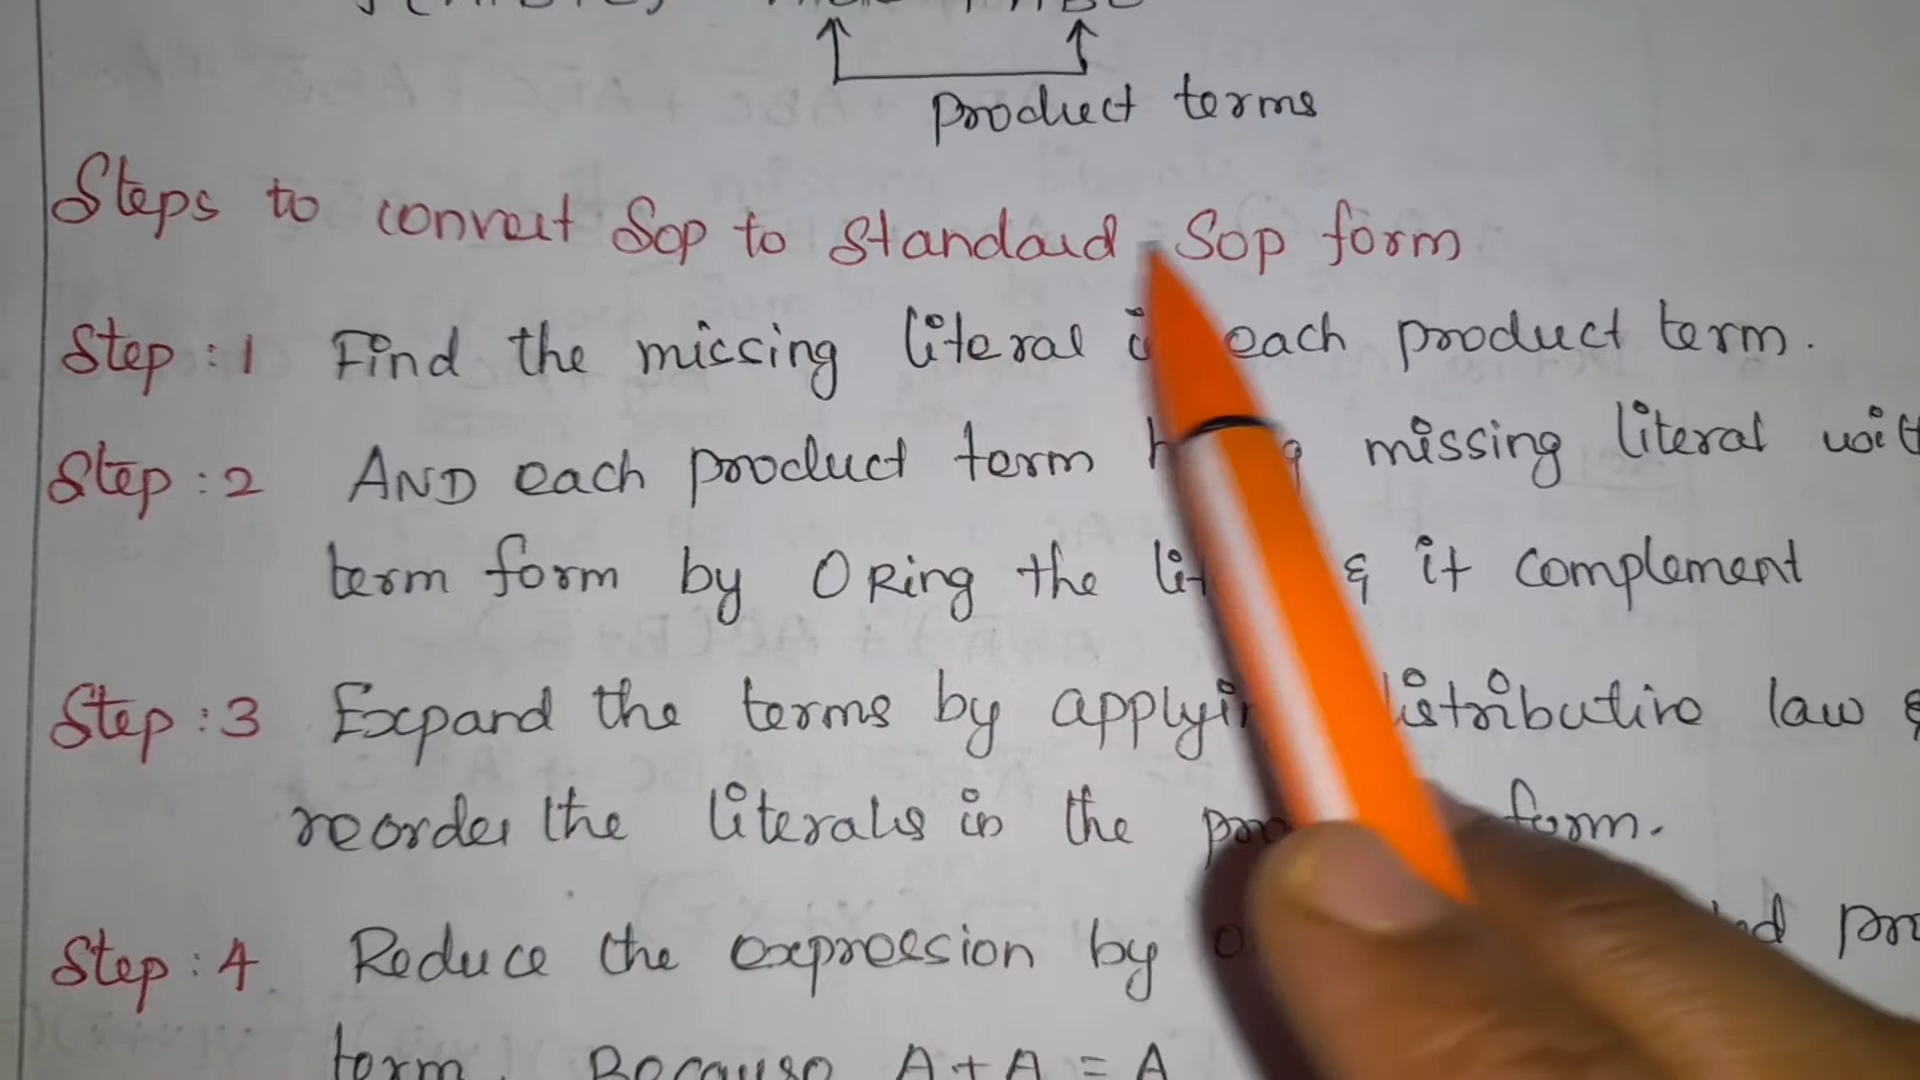 Product terms
Steps to convert Sop to standard Sop form
Step:1 Find the missing literal each product term.
Step:2 AND each product term missing literal
term form by ORing the & it complement
Step:3 Expand the terms by distributive law &
reorder the literals in the form.
Step:4 Reduce the expression by
term. Because A+A = A